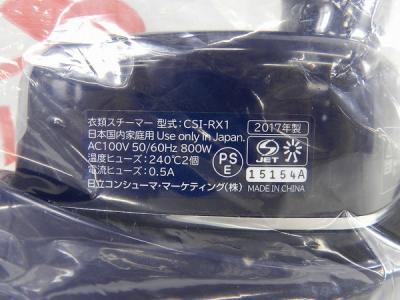 衣類スチーマー 型式:CSI-RX1
日本国内家庭用 Use only in Japan.
AC100V 50/60Hz 800W
温度ヒューズ:240℃2個
電流ヒューズ:0.5A
日立コンシューマ・マーケティング(株)
PS
E
2017年製
JET
15154A
MADE IN CHINA